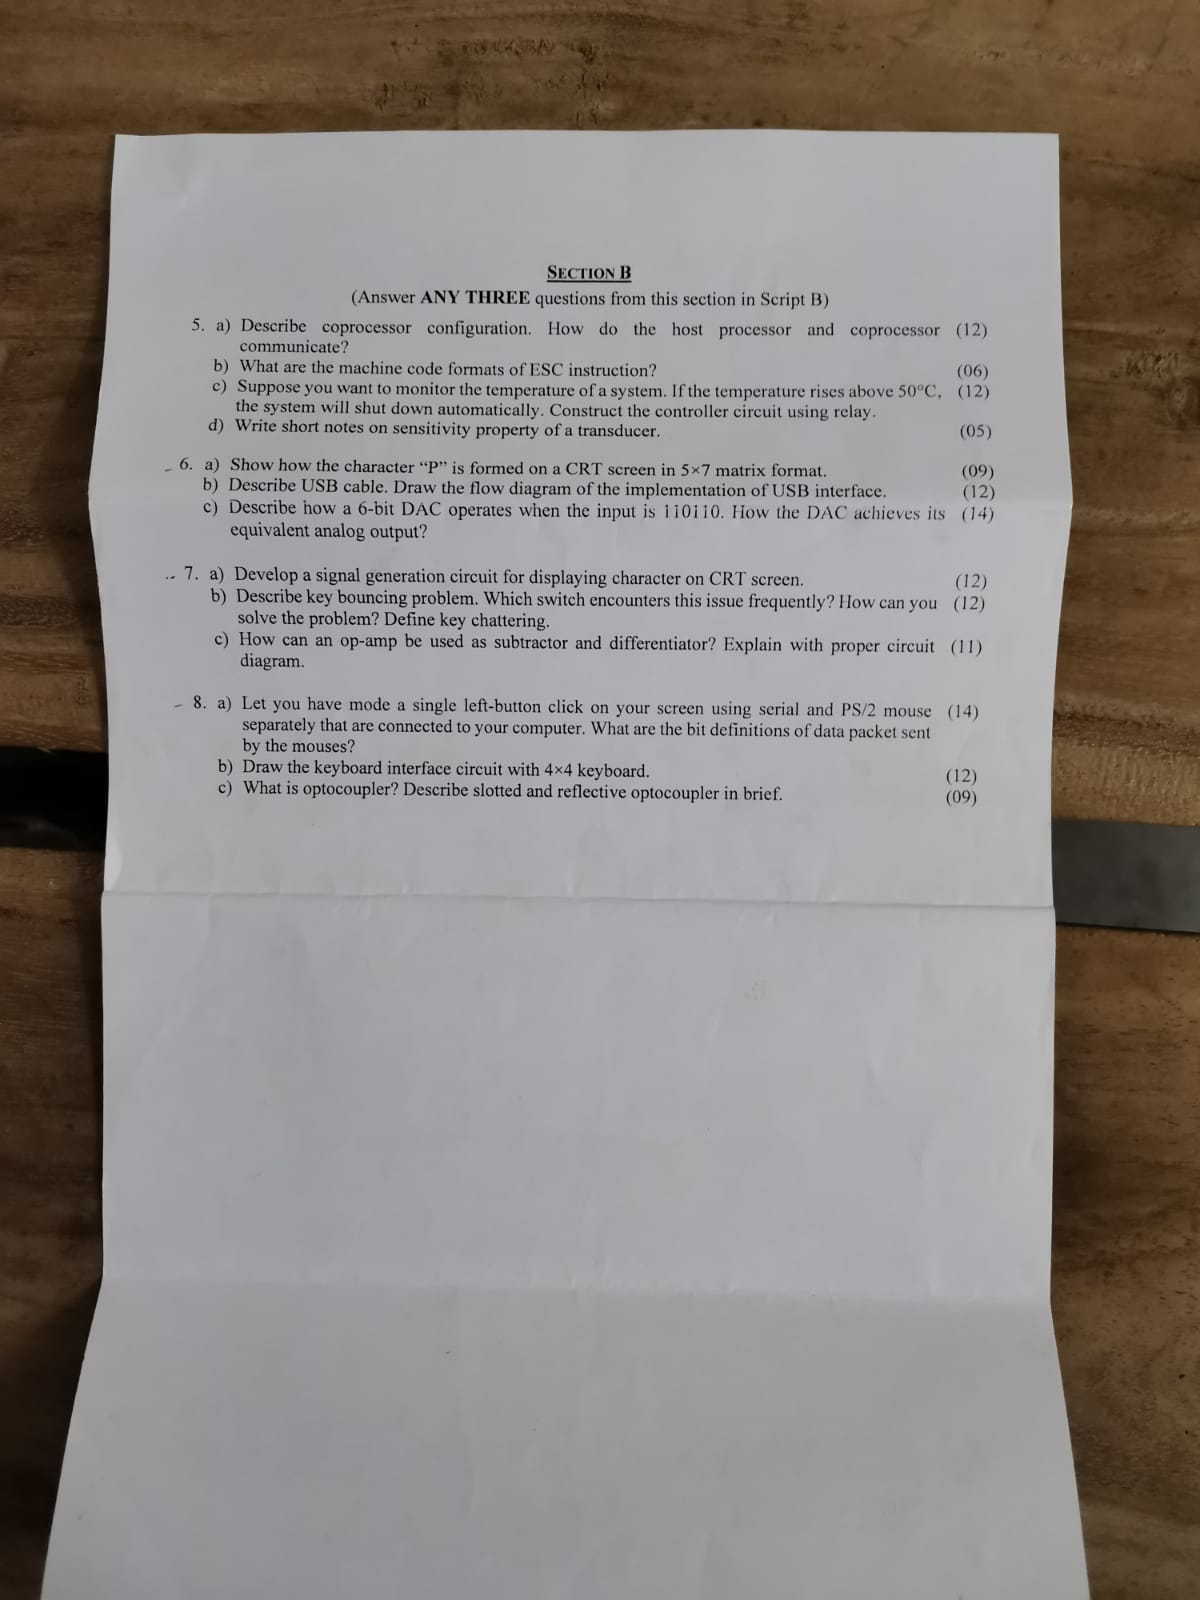 SECTION B
(Answer ANY THREE questions from this section in Script B)
5. a) Describe coprocessor configuration. How do the host processor and coprocessor (12)
communicate?
b) What are the machine code formats of ESC instruction? (06)
c) Suppose you want to monitor the temperature of a system. If the temperature rises above 50°C, (12)
the system will shut down automatically. Construct the controller circuit using relay.
d) Write short notes on sensitivity property of a transducer. (05)
6. a) Show how the character “P” is formed on a CRT screen in 5×7 matrix format. (09)
b) Describe USB cable. Draw the flow diagram of the implementation of USB interface. (12)
c) Describe how a 6-bit DAC operates when the input is 110110. How the DAC achieves its (14)
equivalent analog output?
7. a) Develop a signal generation circuit for displaying character on CRT screen. (12)
b) Describe key bouncing problem. Which switch encounters this issue frequently? How can you (12)
solve the problem? Define key chattering.
c) How can an op-amp be used as subtractor and differentiator? Explain with proper circuit (11)
diagram.
8. a) Let you have mode a single left-button click on your screen using serial and PS/2 mouse (14)
separately that are connected to your computer. What are the bit definitions of data packet sent
by the mouses?
b) Draw the keyboard interface circuit with 4×4 keyboard. (12)
c) What is optocoupler? Describe slotted and reflective optocoupler in brief. (09)